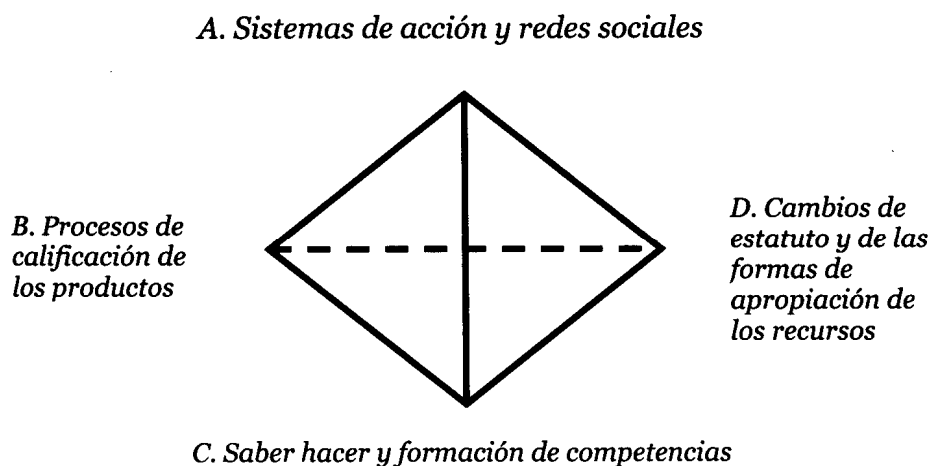 A. Sistemas de acción y redes sociales
B. Procesos de
calificación de
los productos
D. Cambios de
estatuto y de las
formas de
apropiación de
los recursos
C. Saber hacer y formación de competencias